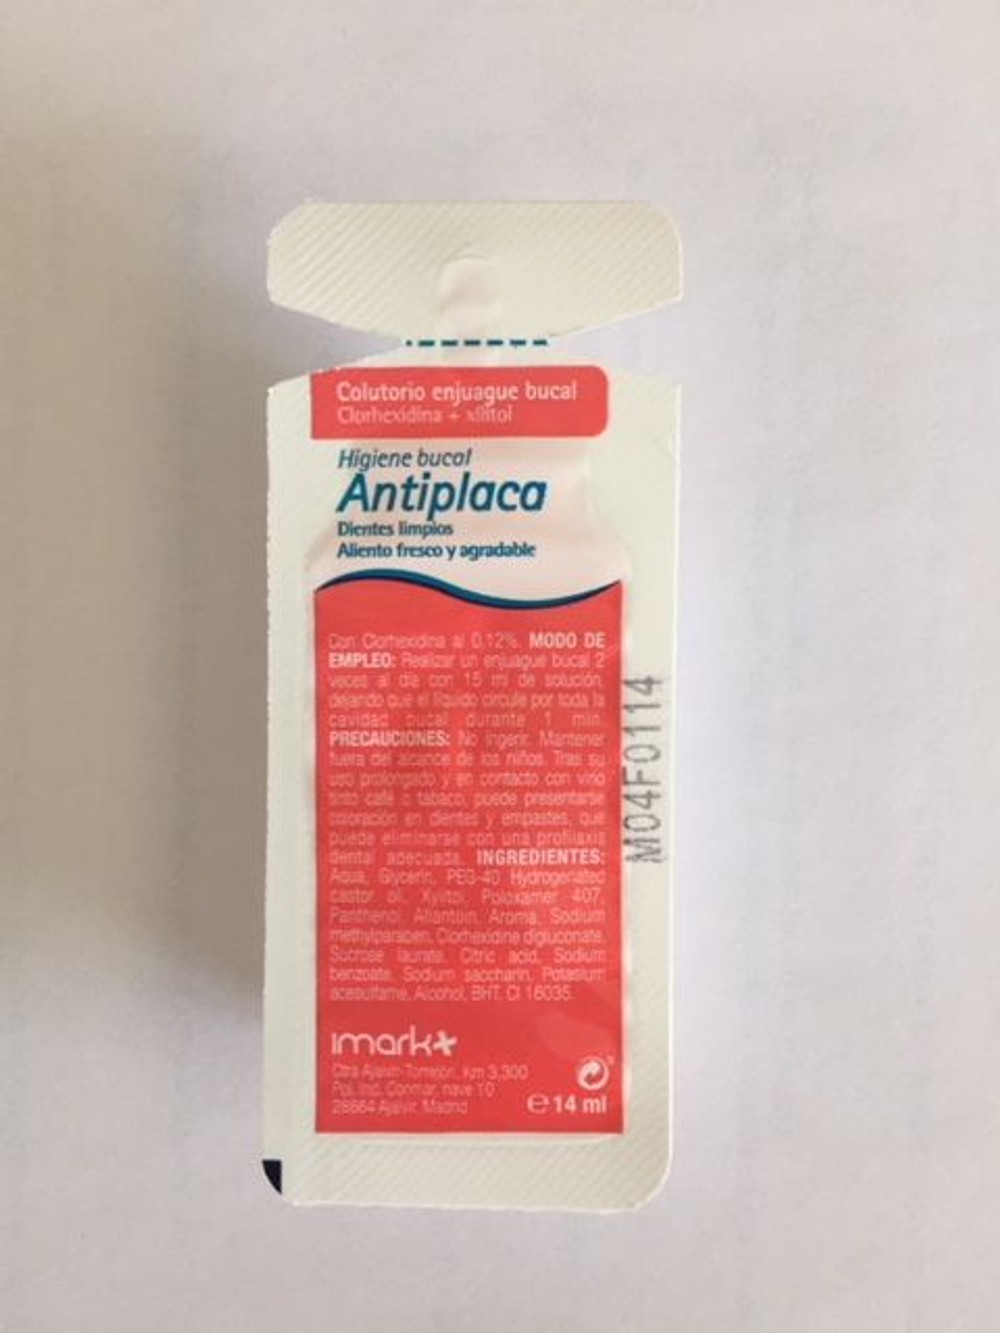 Colutorio enjuague bucal
Clorhexidina + xilitol
Higiene bucal
Antiplaca
Dientes limpios
Aliento fresco y agradable
Con Clorhexidina al 0.12%. MODO DE
EMPLEO: Realizar un enjuague bucal 2
veces al día con 15 ml de solución,
dejando que el líquido circule por toda la
cavidad bucal durante 1 min.
PRECAUCIONES: No ingerir. Mantener
fuera del alcance de los niños. Tras su
uso prolongado y en contacto con vino
tinto café o tabaco, puede presentarse
coloración en dientes y empastes, que
puede eliminarse con una profilaxis
dental adecuada. INGREDIENTES:
Aqua, Glycerin, PEG-40 Hydrogenated
castor oil, Xylitol, Poloxamer 407,
Panthenol, Allantoin, Aroma, Sodium
methylparaben, Clorhexidine digluconate,
Sucrose laurate, Citric acid, Sodium
benzoate, Sodium saccharin, Potasium
acesulfame, Alcohol, BHT, CI 16035.
imark+
Ctra Ajalvir-Torrejón, Km 3,300
Pol. Ind. Conmar, nave 10
28864 Ajalvir. Madrid
e 14 ml
M04F0114